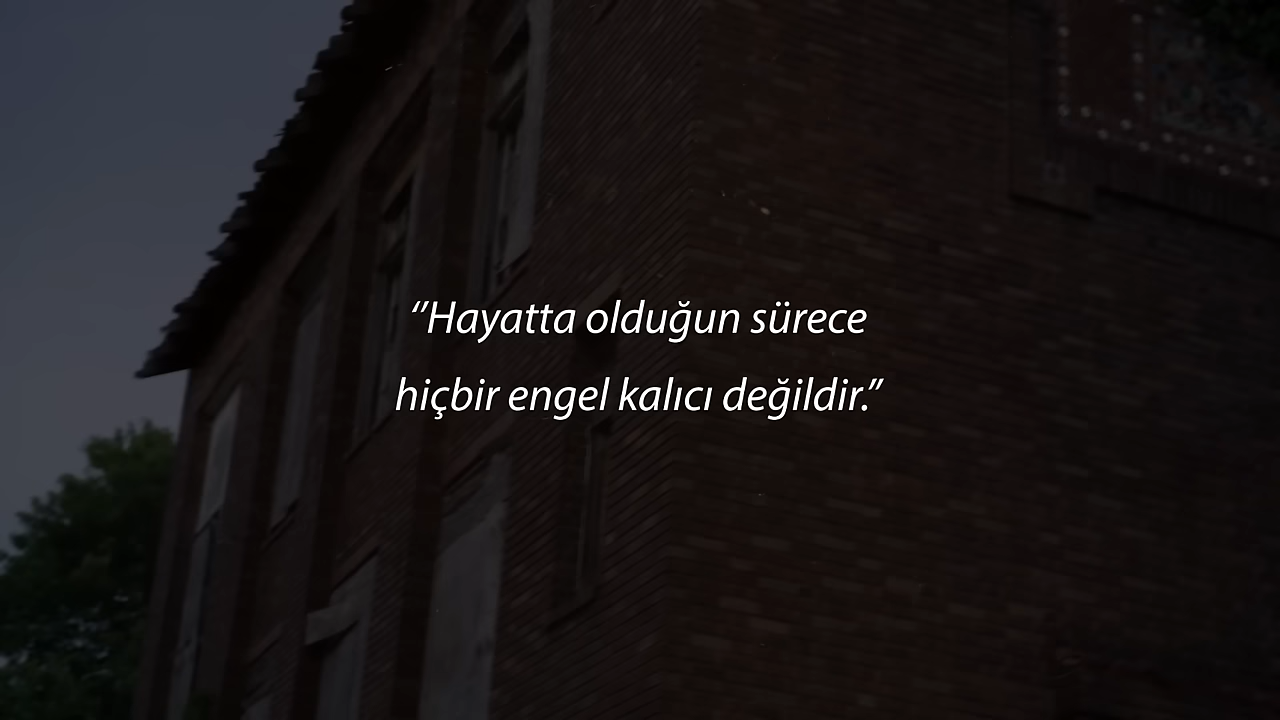 “Hayatta olduğun sürece
hiçbir engel kalıcı değildir.”